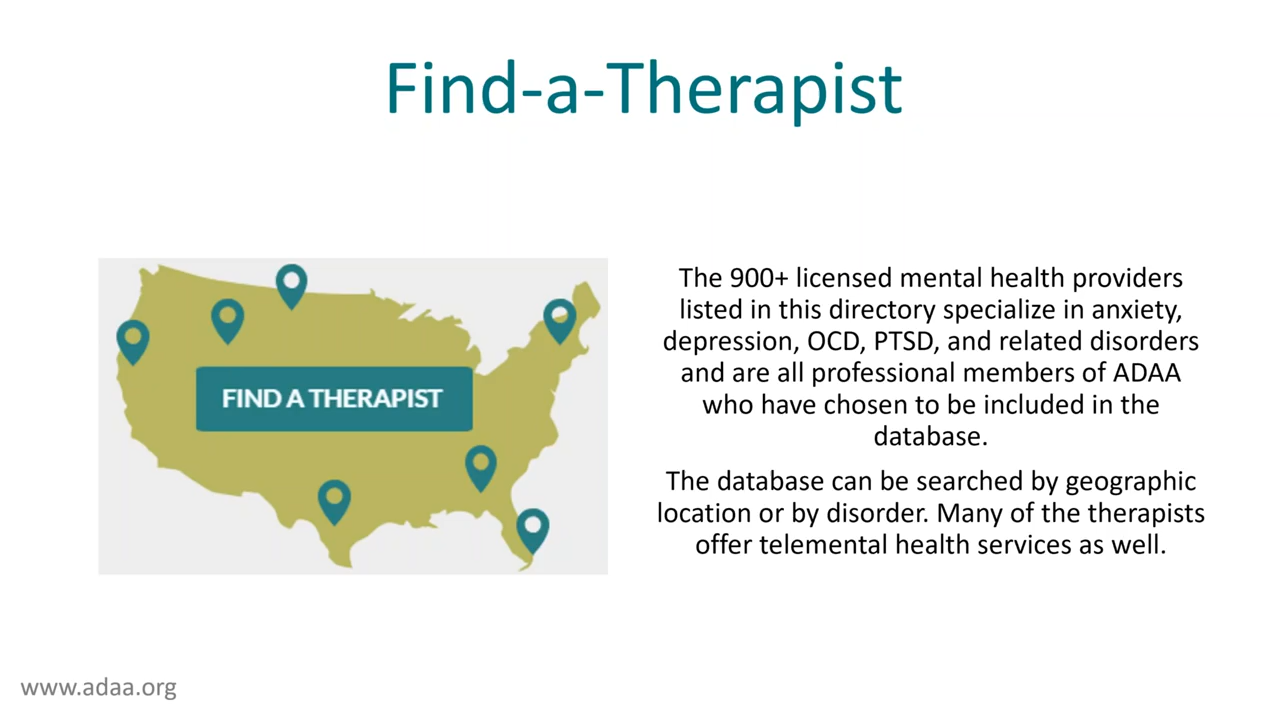 Find-a-Therapist
FIND A THERAPIST
The 900+ licensed mental health providers
listed in this directory specialize in anxiety,
depression, OCD, PTSD, and related disorders
and are all professional members of ADAA
who have chosen to be included in the
database.
The database can be searched by geographic
location or by disorder. Many of the therapists
offer telemental health services as well.
www.adaa.org